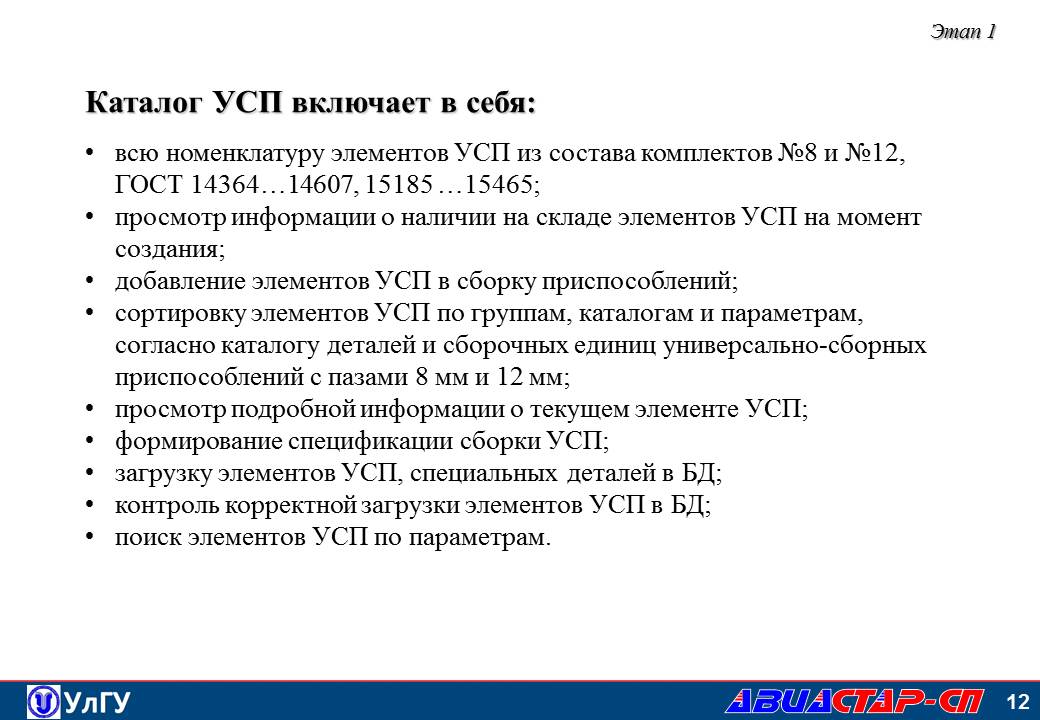 Этап 1
Каталог УСП включает в себя:
• всю номенклатуру элементов УСП из состава комплектов №8 и №12,
ГОСТ 14364…14607, 15185 …15465;
• просмотр информации о наличии на складе элементов УСП на момент
создания;
• добавление элементов УСП в сборку приспособлений;
• сортировку элементов УСП по группам, каталогам и параметрам,
согласно каталогу деталей и сборочных единиц универсально-сборных
приспособлений с пазами 8 мм и 12 мм;
• просмотр подробной информации о текущем элементе УСП;
• формирование спецификации сборки УСП;
• загрузку элементов УСП, специальных деталей в БД;
• контроль корректной загрузки элементов УСП в БД;
• поиск элементов УСП по параметрам.
УлГУ
АВИАСТАР-СП
12